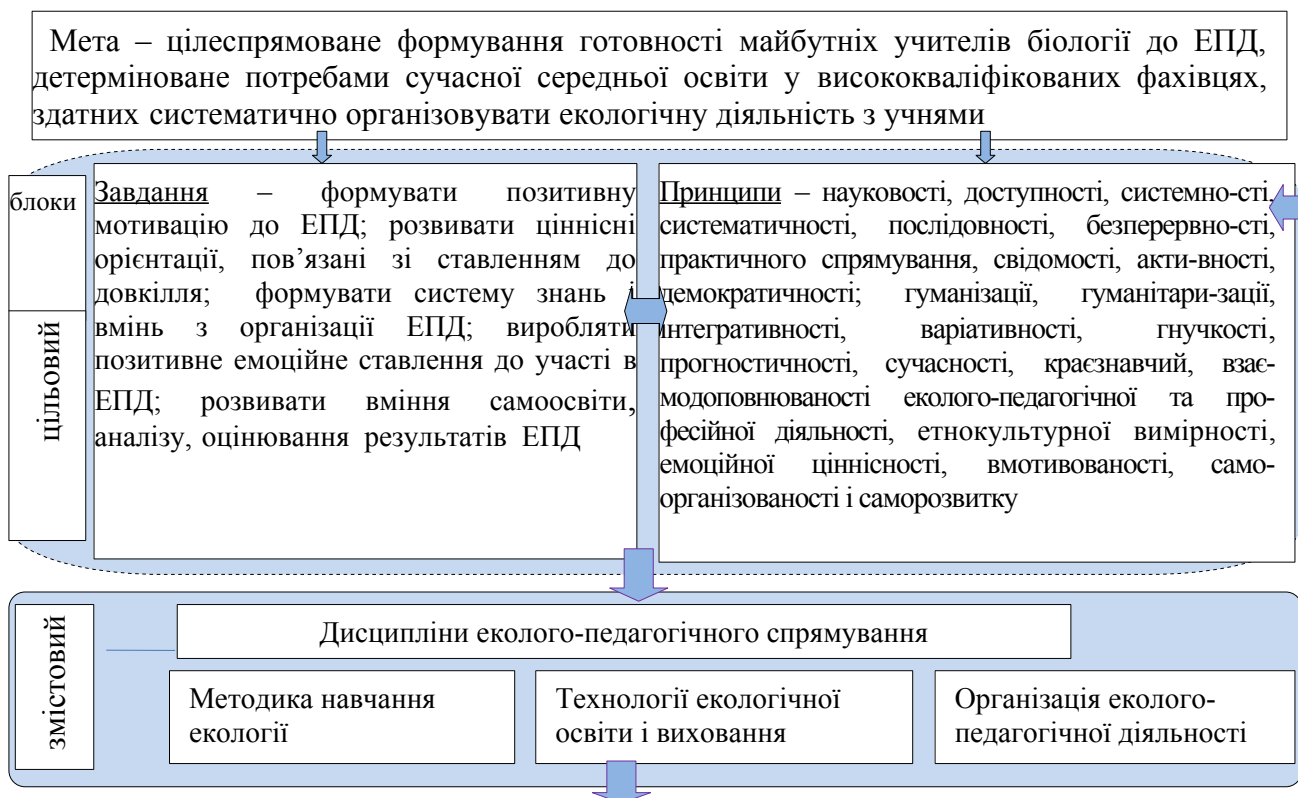 Мета – цілеспрямоване формування готовності майбутніх учителів біології до ЕПД,
детерміноване потребами сучасної середньої освіти у висококваліфікованих фахівцях,
здатних систематично організовувати екологічну діяльність з учнями
блоки
цільовий
Завдання – формувати позитивну
мотивацію до ЕПД; розвивати ціннісні
орієнтації, пов’язані зі ставленням до
довкілля; формувати систему знань і
вмінь з організації ЕПД; виробляти
позитивне емоційне ставлення до участі в
ЕПД; розвивати вміння самоосвіти,
аналізу, оцінювання результатів ЕПД
Принципи – науковості, доступності, системно-сті,
систематичності, послідовності, безперервно-сті,
практичного спрямування, свідомості, акти-вності,
демократичності; гуманізації, гуманітари-зації,
інтегративності, варіативності, гнучкості,
прогностичності, сучасності, краєзнавчий, взає-
модоповнюваності еколого-педагогічної та про-
фесійної діяльності, етнокультурної вимірності,
емоційної ціннісності, вмотивованості, само-
організованості і саморозвитку
змістовий
Дисципліни еколого-педагогічного спрямування
Методика навчання
екології
Технології екологічної
освіти і виховання
Організація еколого-
педагогічної діяльності